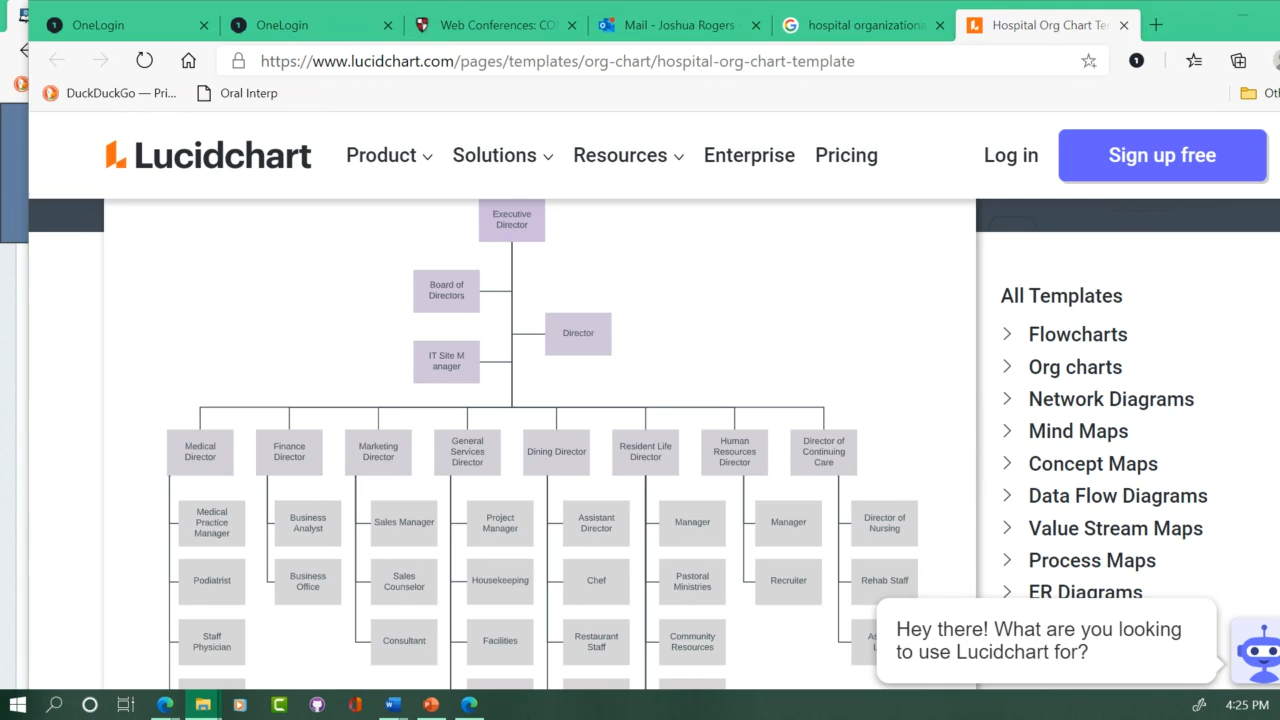 OneLogin
OneLogin
Web Conferences: CO
Mail - Joshua Rogers
hospital organizationa
Hospital Org Chart Te
https://www.lucidchart.com/pages/templates/org-chart/hospital-org-chart-template
DuckDuckGo — Pri...
Oral Interp
Lucidchart
Product
Solutions
Resources
Enterprise
Pricing
Log in
Sign up free
Executive
Director
Board of
Directors
Director
IT Site M
anager
Medical
Director
Finance
Director
Marketing
Director
General
Services
Director
Dining Director
Resident Life
Director
Human
Resources
Director
Director of
Continuing
Care
Medical
Practice
Manager
Business
Analyst
Sales Manager
Project
Manager
Assistant
Director
Manager
Manager
Director of
Nursing
Podiatrist
Business
Office
Sales
Counselor
Housekeeping
Chef
Pastoral
Ministries
Recruiter
Rehab Staff
Staff
Physician
Consultant
Facilities
Restaurant
Staff
Community
Resources
All Templates
Flowcharts
Org charts
Network Diagrams
Mind Maps
Concept Maps
Data Flow Diagrams
Value Stream Maps
Process Maps
ER Diagrams
Hey there! What are you looking
to use Lucidchart for?
4:25 PM